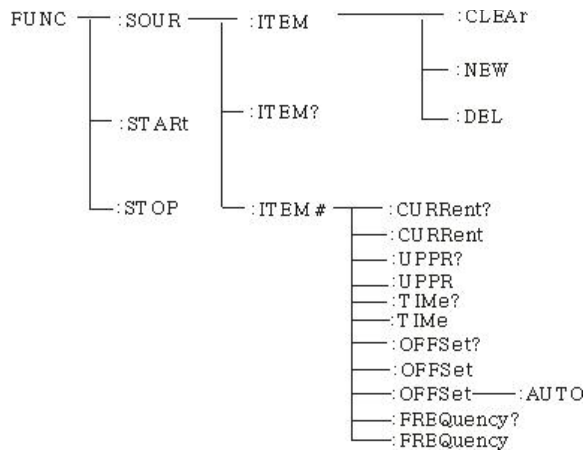 FUNC :SOUR :ITEM :CLEAr
:NEW
:STARt :ITEM? :DEL
:STOP :ITEM# :CURRent?
:CURRent
:UPPR?
:UPPR
:TIMe?
:TIMe
:OFFSet?
:OFFSet
:OFFSet :AUTO
:FREQuency?
:FREQuency